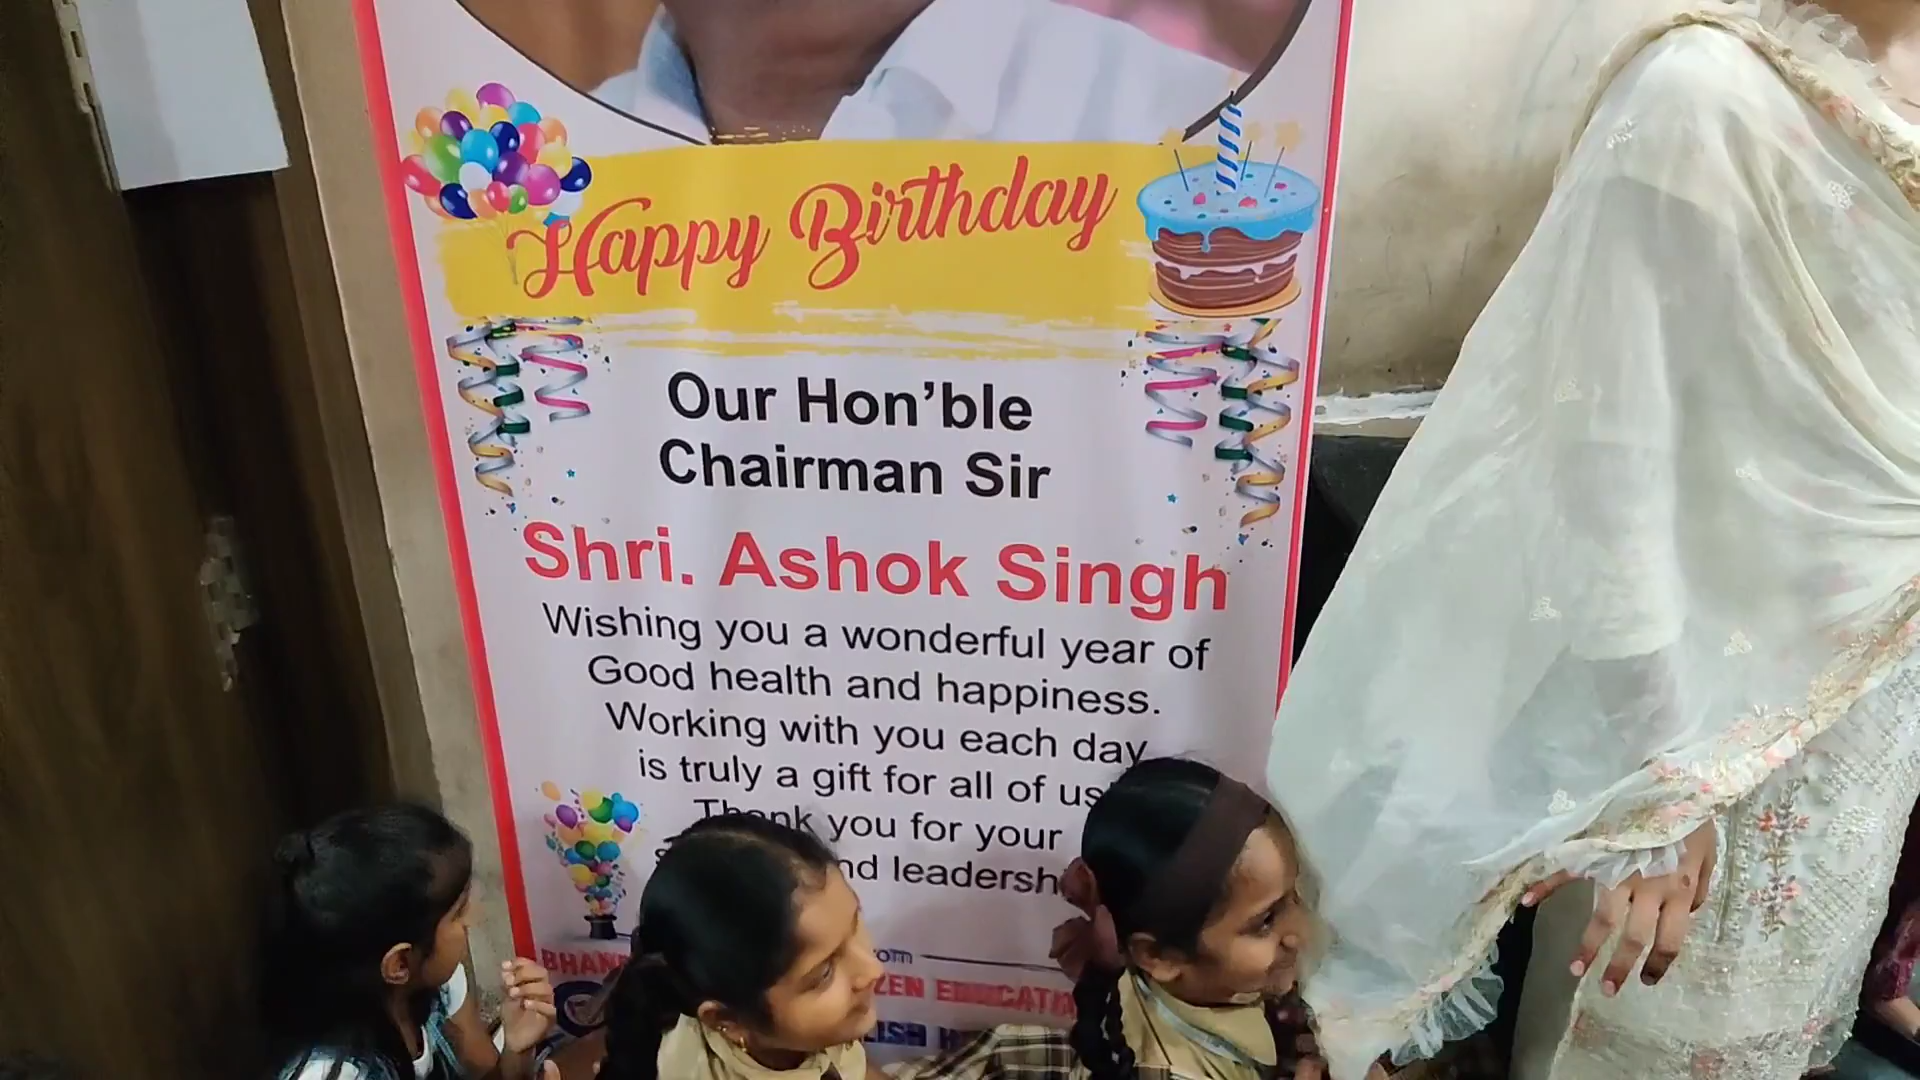 Happy Birthday
Our Hon'ble
Chairman Sir
Shri. Ashok Singh
Wishing you a wonderful year of
Good health and happiness.
Working with you each day
is truly a gift for all of us
Thank you for your
leadersh